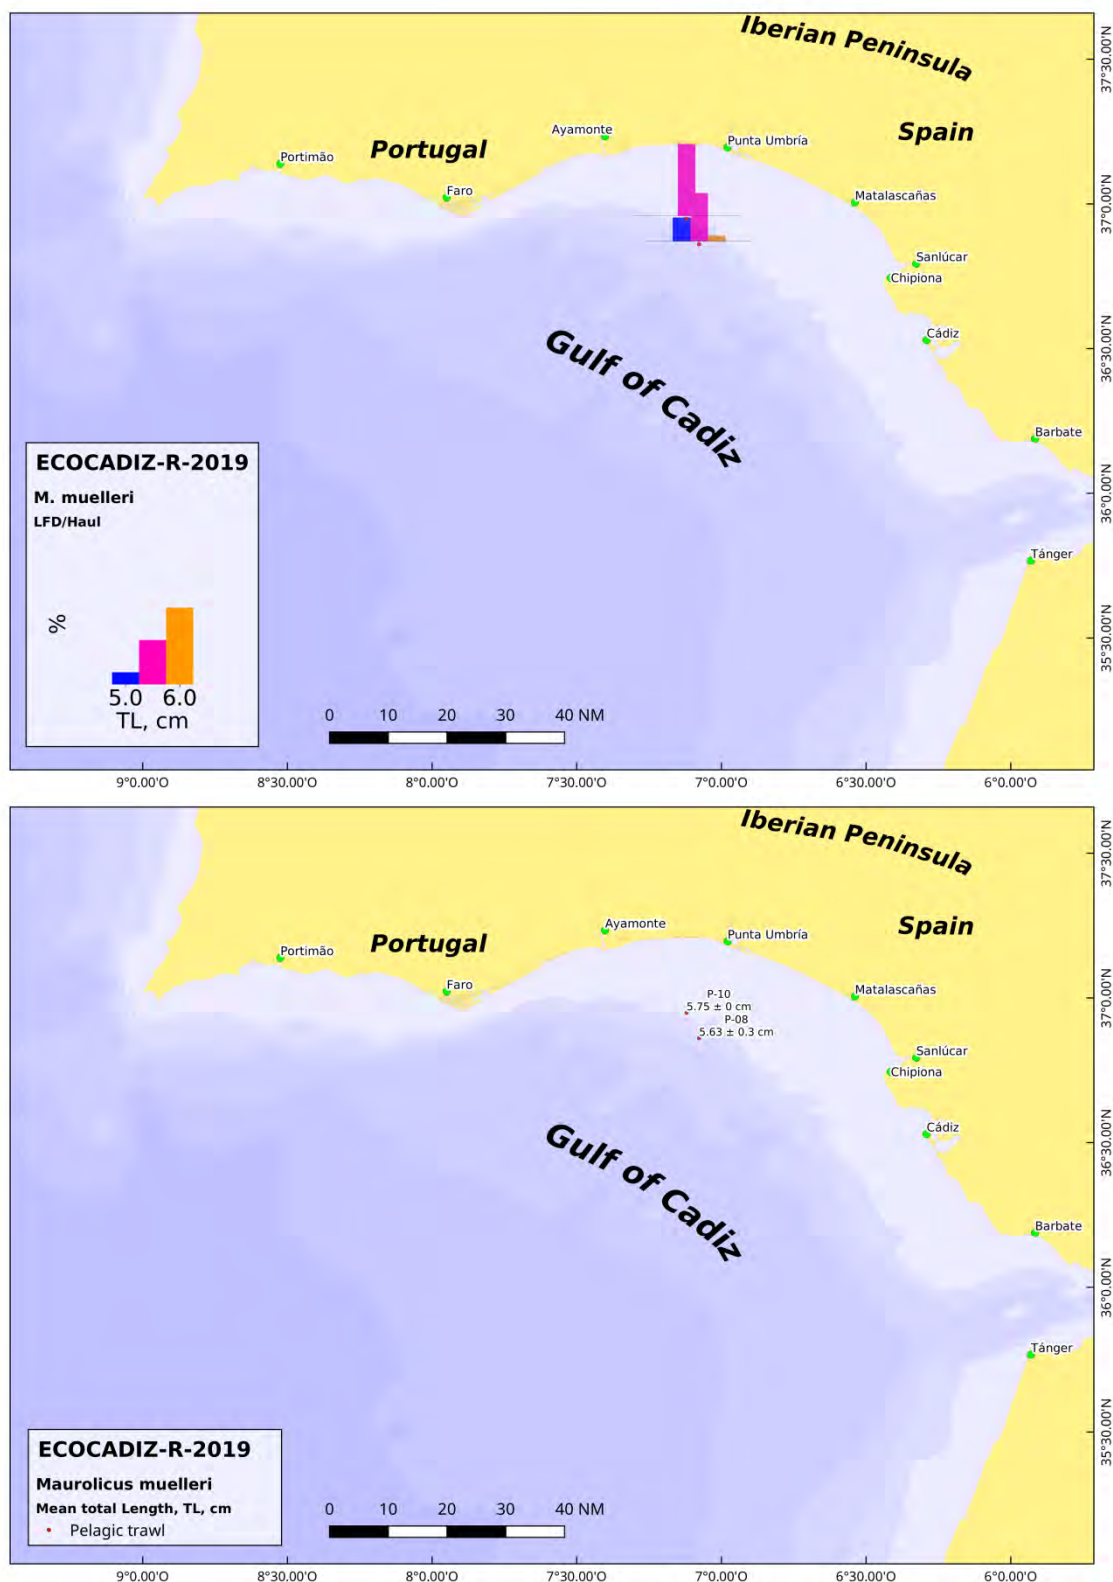 Iberian Peninsula
37°30.00'N
Spain
Ayamonte
Punta Umbría
Portugal
Portimão
Faro
Matalascañas
37°0.00'N
Sanlúcar
Chipiona
Cádiz
36°30.00'N
Gulf of Cadiz
Barbate
ECOCADIZ-R-2019
M. muelleri
LFD/Haul
36°0.00'N
Tánger
%
35°30.00'N
5.0 6.0
TL, cm
0 10 20 30 40 NM
9°0.00'O 8°30.00'O 8°0.00'O 7°30.00'O 7°0.00'O 6°30.00'O 6°0.00'O
Iberian Peninsula
37°30.00'N
Spain
Ayamonte
Punta Umbría
Portugal
Portimão
Faro
Matalascañas
37°0.00'N
P-10
5.75 ± 0 cm
P-08
5.63 ± 0.3 cm
Sanlúcar
Chipiona
Cádiz
36°30.00'N
Gulf of Cadiz
Barbate
36°0.00'N
Tánger
35°30.00'N
ECOCADIZ-R-2019
Maurolicus muelleri
Mean total Length, TL, cm
Pelagic trawl
0 10 20 30 40 NM
9°0.00'O 8°30.00'O 8°0.00'O 7°30.00'O 7°0.00'O 6°30.00'O 6°0.00'O